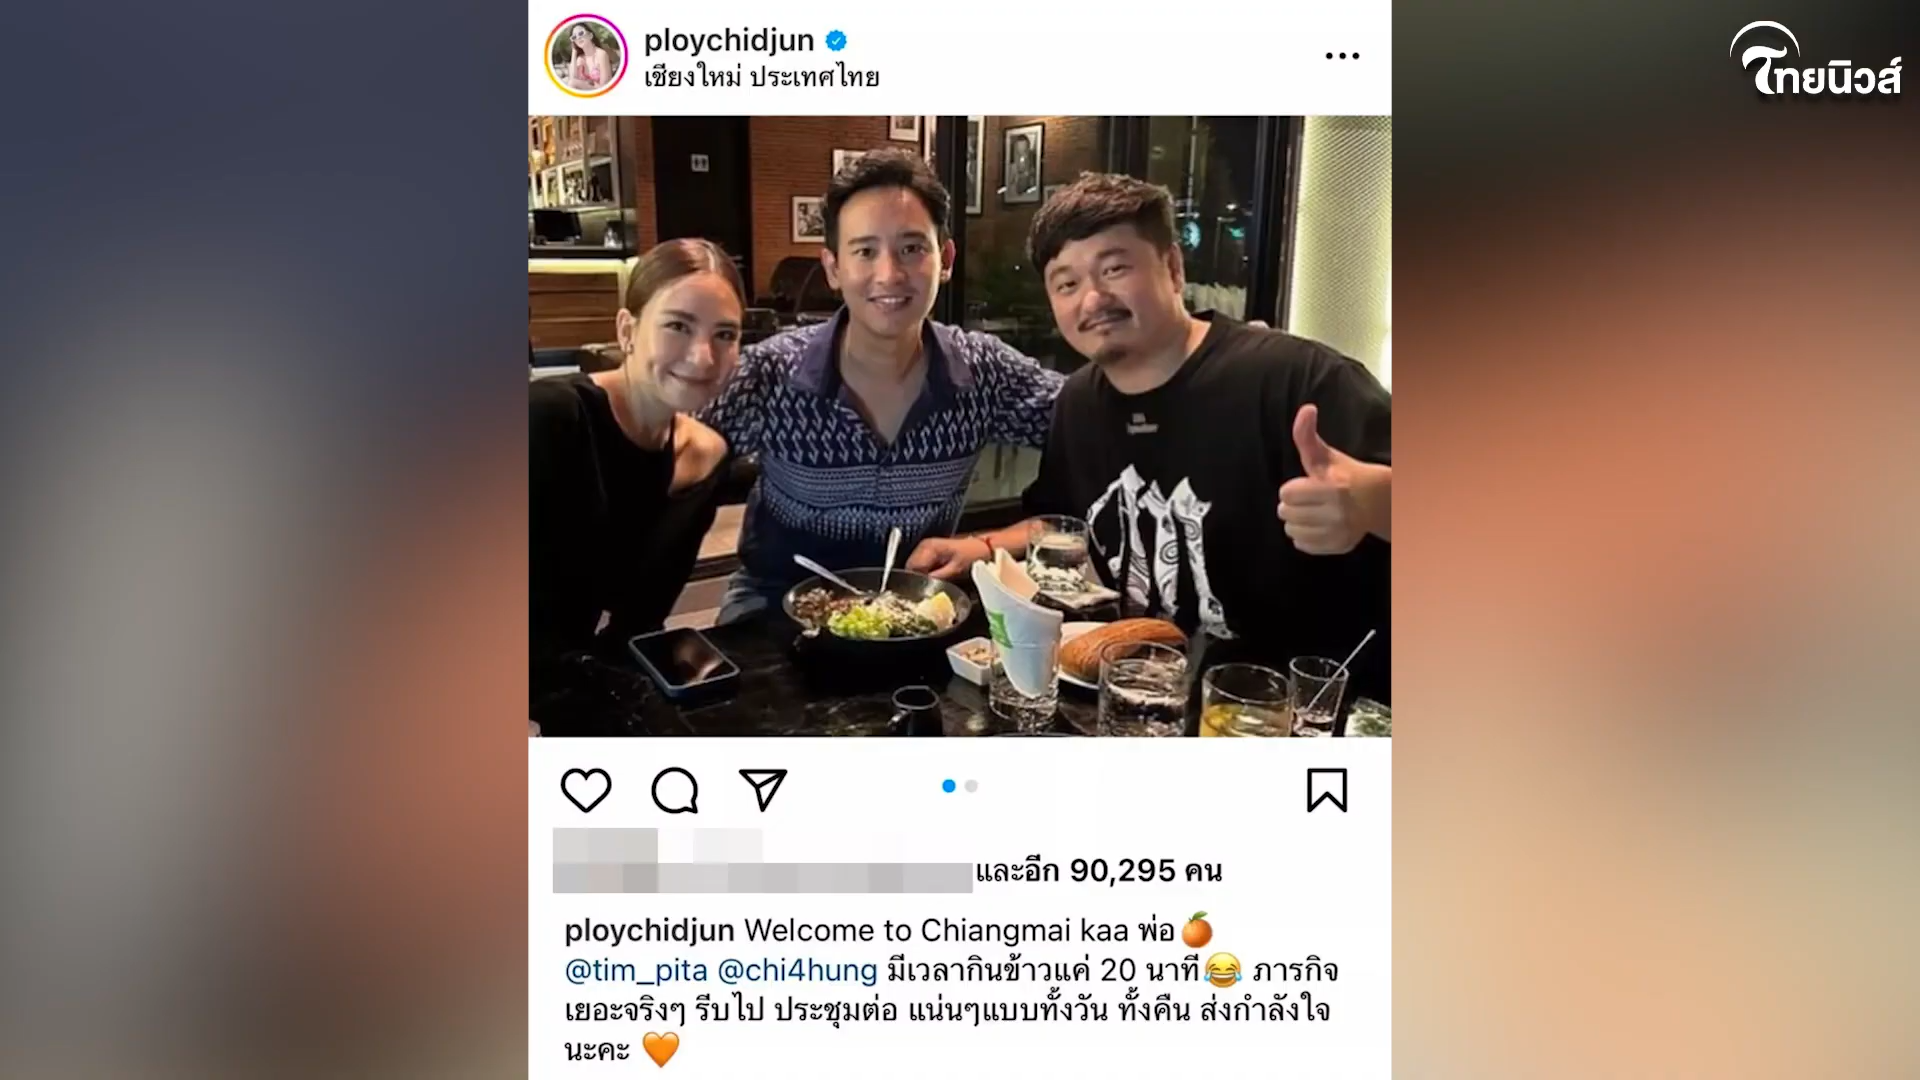 ploychidjun
เชียงใหม่ ประเทศไทย
ไทยนิวส์
และอีก 90,295 คน
ploychidjun Welcome to Chiangmai kaa พ่อ🍊
@tim_pita @chi4hung มีเวลากินข้าวแค่ 20 นาที😂 ภารกิจ
เยอะจริงๆ รีบไป ประชุมต่อ แน่นๆแบบทั้งวัน ทั้งคืน ส่งกำลังใจ
นะคะ 🧡